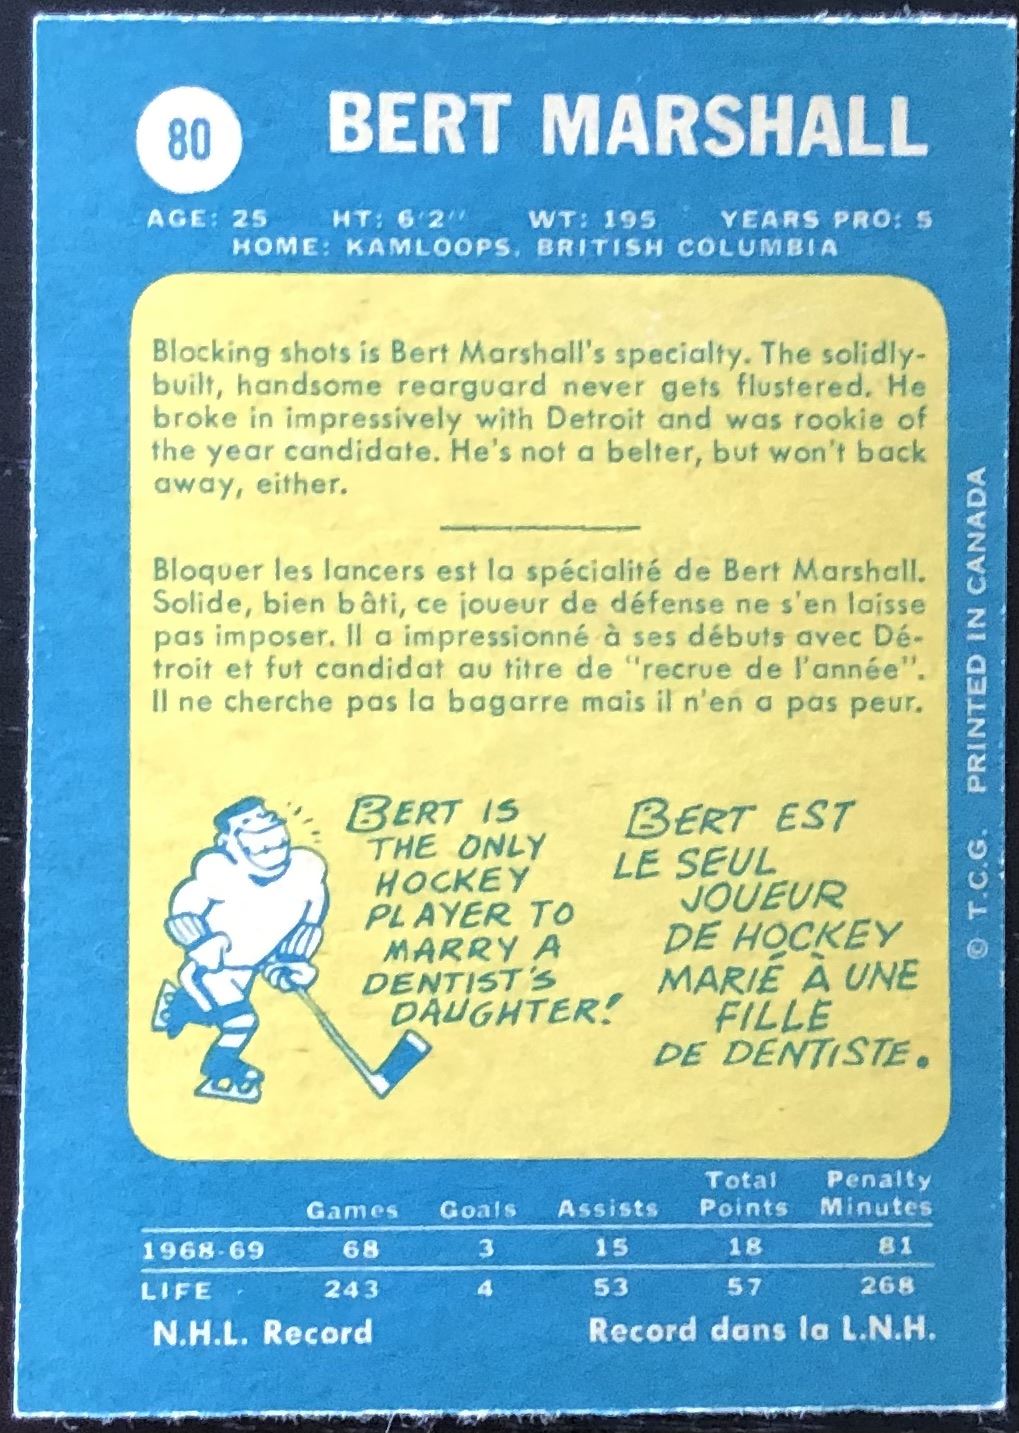 80
BERT MARSHALL
AGE: 25 HT: 6'2" WT: 195 YEARS PRO: 5
HOME: KAMLOOPS, BRITISH COLUMBIA
Blocking shots is Bert Marshall's specialty. The solidly-
built, handsome rearguard never gets flustered. He
broke in impressively with Detroit and was rookie of
the year candidate. He's not a belter, but won't back
away, either.
Bloquer les lancers est la spécialité de Bert Marshall.
Solide, bien bâti, ce joueur de défense ne s'en laisse
pas imposer. Il a impressionné à ses débuts avec Dé-
troit et fut candidat au titre de "recrue de l'année".
Il ne cherche pas la bagarre mais il n'en a pas peur.
BERT IS
THE ONLY
HOCKEY
PLAYER TO
MARRY A
DENTIST'S
DAUGHTER!
BERT EST
LE SEUL
JOUEUR
DE HOCKEY
MARIÉ À UNE
FILLE
DE DENTISTE.
Games Goals Assists Total Points Penalty Minutes
1968-69 68 3 15 18 81
LIFE 243 4 53 57 268
N.H.L. Record Record dans la L.N.H.
© T.C.G. PRINTED IN CANADA